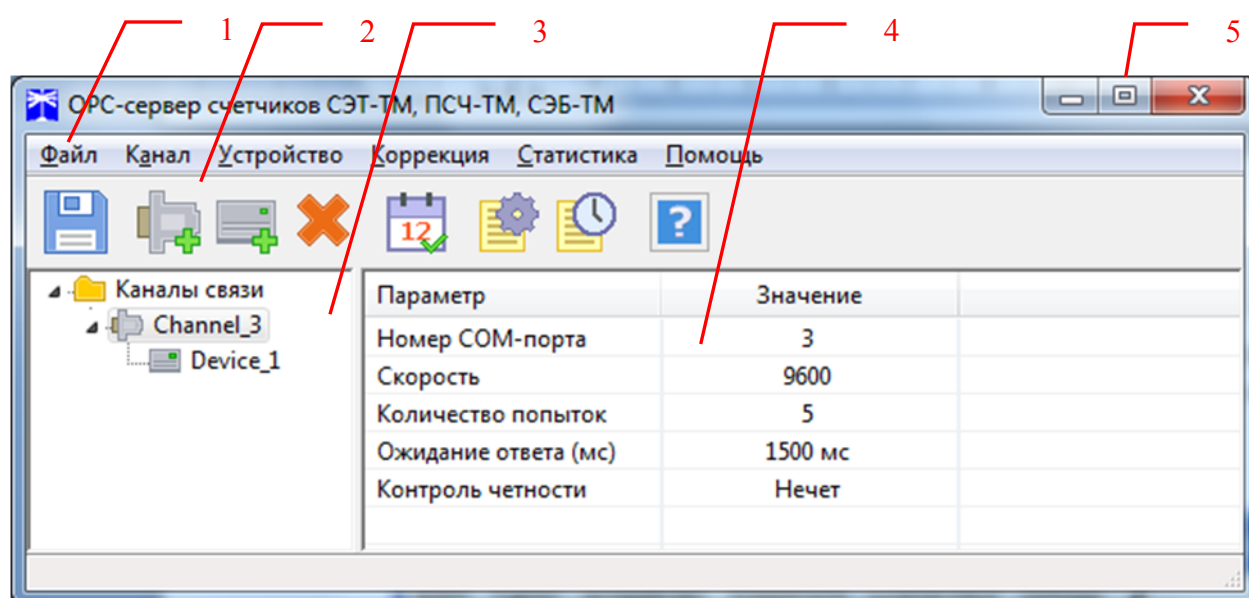 1 2 3 4 5
ОРС-сервер счетчиков СЭТ-ТМ, ПСЧ-ТМ, СЭБ-ТМ
Файл Канал Устройство Коррекция Статистика Помощь
12 ?
Каналы связи
Channel_3
Device_1
Параметр Значение
Номер COM-порта 3
Скорость 9600
Количество попыток 5
Ожидание ответа (мс) 1500 мс
Контроль четности Нечет